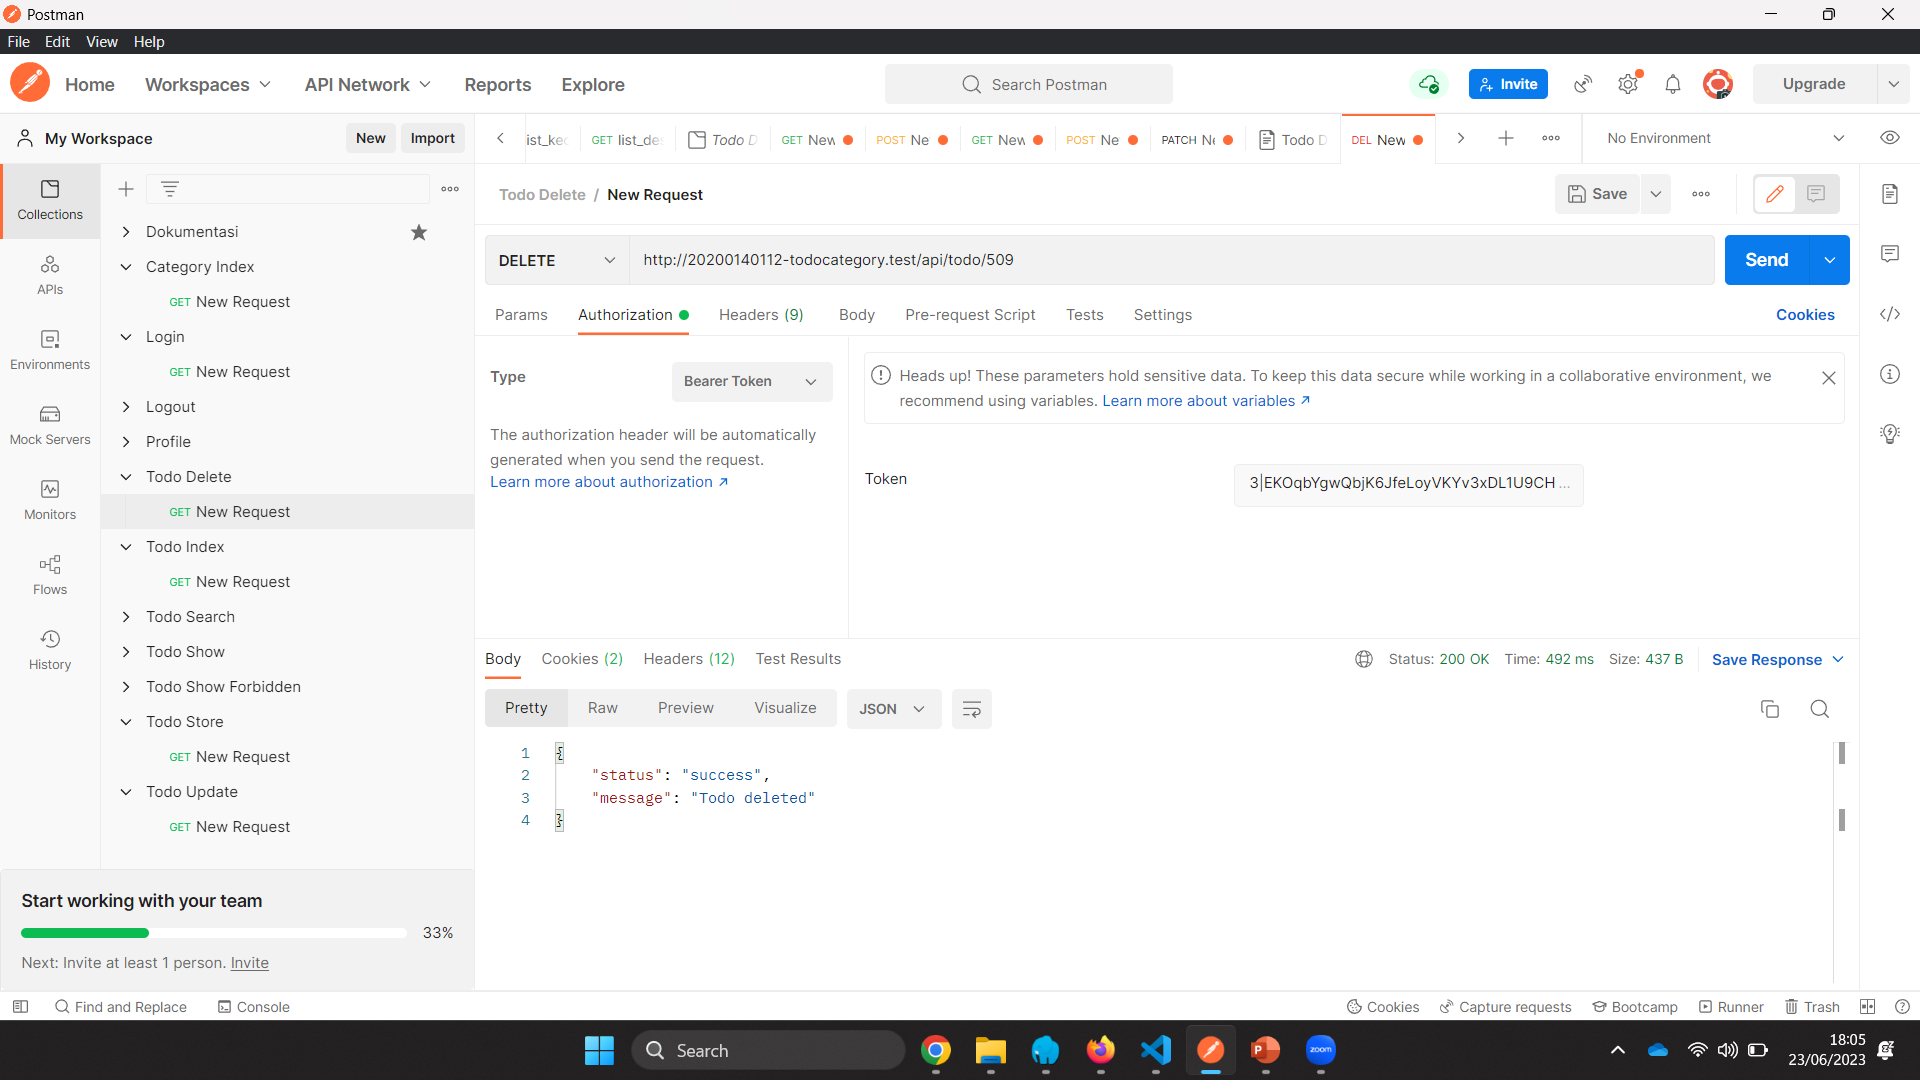 Postman
File Edit View Help
Home Workspaces API Network Reports Explore Search Postman Invite Upgrade
My Workspace New Import
ist_kec GET list_des Todo D GET New POST Ne GET New POST Ne PATCH Ne Todo D DEL New No Environment
Todo Delete / New Request Save
DELETE http://20200140112-todocategory.test/api/todo/509 Send
Params Authorization Headers (9) Body Pre-request Script Tests Settings Cookies
Type Bearer Token
Heads up! These parameters hold sensitive data. To keep this data secure while working in a collaborative environment, we
recommend using variables. Learn more about variables ↗
The authorization header will be automatically
generated when you send the request.
Learn more about authorization ↗
Token 3|EKOqbYgwQbjK6JfeLoyVKYv3xDL1U9CH ...
Collections
APIs
Environments
Mock Servers
Monitors
Flows
History
Dokumentasi
Category Index
GET New Request
Login
GET New Request
Logout
Profile
Todo Delete
GET New Request
Todo Index
GET New Request
Todo Search
Todo Show
Todo Show Forbidden
Todo Store
GET New Request
Todo Update
GET New Request
Body Cookies (2) Headers (12) Test Results Status: 200 OK Time: 492 ms Size: 437 B Save Response
Pretty Raw Preview Visualize JSON
1 {
2 "status": "success",
3 "message": "Todo deleted"
4 }
Start working with your team
33%
Next: Invite at least 1 person. Invite
Find and Replace Console Cookies Capture requests Bootcamp Runner Trash
Search zoom
18:05
23/06/2023